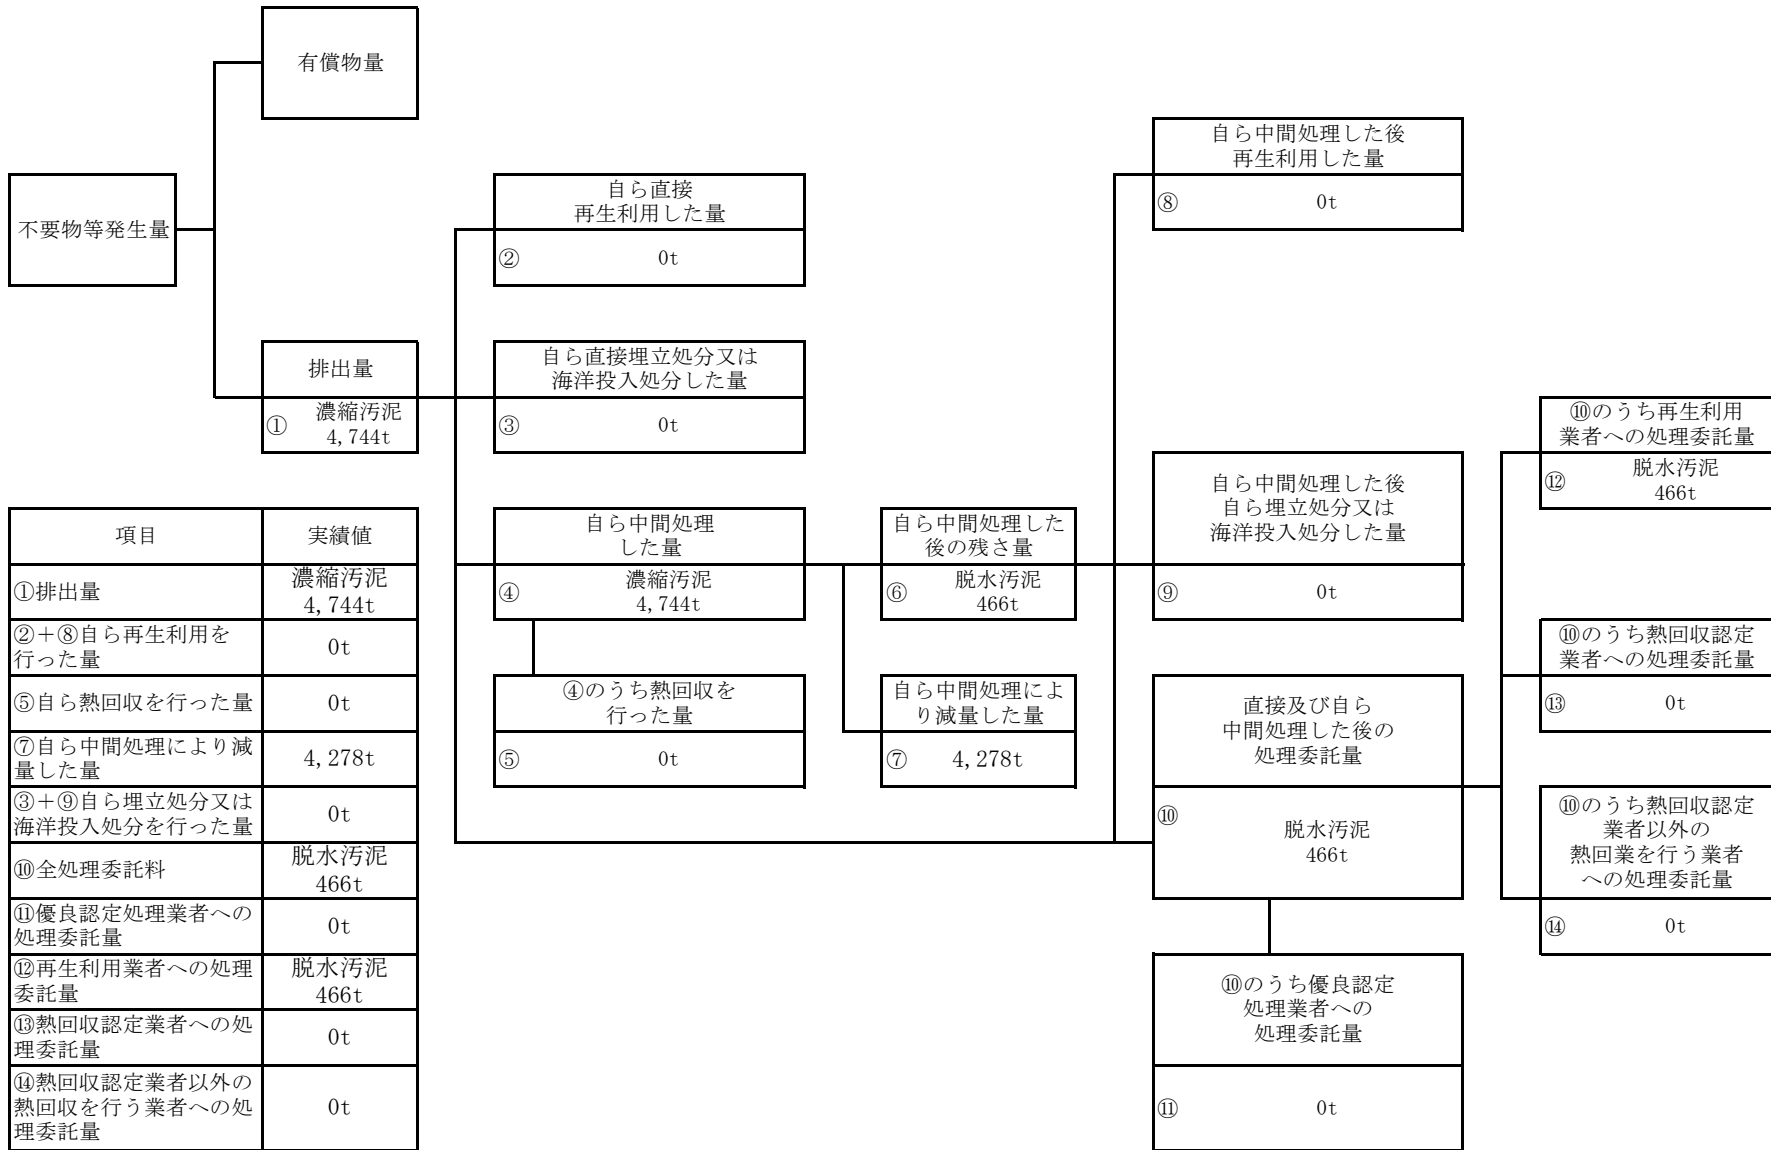 有償物量
不要物等発生量
排出量
①
濃縮汚泥
4,744t
自ら直接
再生利用した量
②
0t
自ら直接埋立処分又は
海洋投入処分した量
③
0t
自ら中間処理
した量
④
濃縮汚泥
4,744t
④のうち熱回収を
行った量
⑤
0t
自ら中間処理した
後の残さ量
⑥
脱水汚泥
466t
自ら中間処理によ
り減量した量
⑦
4,278t
自ら中間処理した後
再生利用した量
⑧
0t
自ら中間処理した後
自ら埋立処分又は
海洋投入処分した量
⑨
0t
直接及び自ら
中間処理した後の
処理委託量
⑩
脱水汚泥
466t
⑩のうち優良認定
処理業者への
処理委託量
⑪
0t
⑩のうち再生利用
業者への処理委託量
⑫
脱水汚泥
466t
⑩のうち熱回収認定
業者への処理委託量
⑬
0t
⑩のうち熱回収認定
業者以外の
熱回業を行う業者
への処理委託量
⑭
0t
項目
実績値
①排出量
濃縮汚泥
4,744t
②＋⑧自ら再生利用を
行った量
0t
⑤自ら熱回収を行った量
0t
⑦自ら中間処理により減
量した量
4,278t
③＋⑨自ら埋立処分又は
海洋投入処分を行った量
0t
⑩全処理委託料
脱水汚泥
466t
⑪優良認定処理業者への
処理委託量
0t
⑫再生利用業者への処理
委託量
脱水汚泥
466t
⑬熱回収認定業者への処
理委託量
0t
⑭熱回収認定業者以外の
熱回収を行う業者への処
理委託量
0t